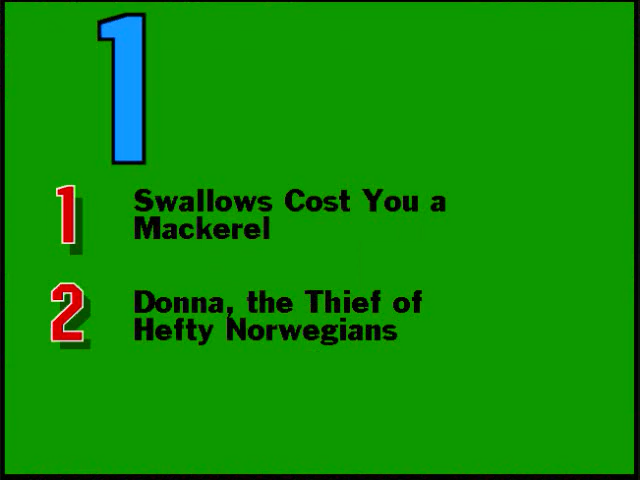 1
1 Swallows Cost You a
Mackerel
2 Donna, the Thief of
Hefty Norwegians